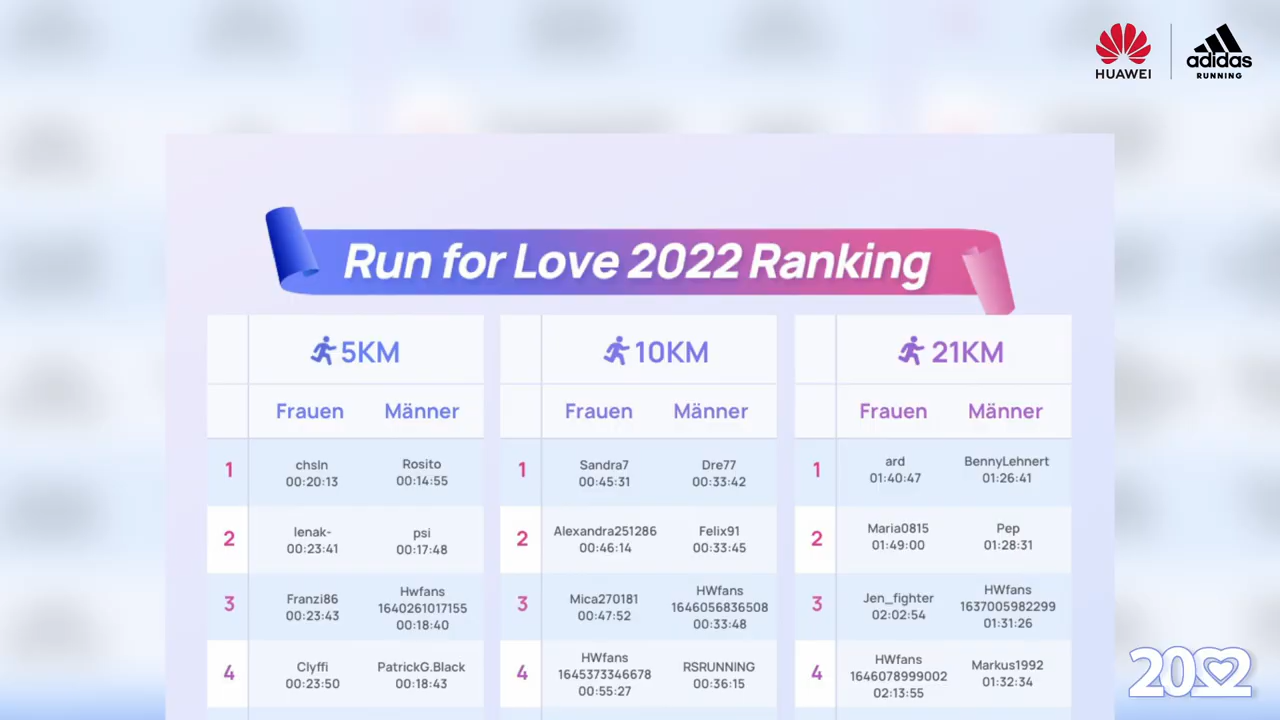 HUAWEI
adidas
RUNNING
Run for Love 2022 Ranking
5KM
10KM
21KM
Frauen Männer
Frauen Männer
Frauen Männer
1
chsln
00:20:13
Rosito
00:14:55
1
Sandra7
00:45:31
Dre77
00:33:42
1
ard
01:40:47
BennyLehnert
01:26:41
2
lenak-
00:23:41
psi
00:17:48
2
Alexandra251286
00:46:14
Felix91
00:33:45
2
Maria0815
01:49:00
Pep
01:28:31
3
Franzi86
00:23:43
Hwfans
1640261017155
00:18:40
3
Mica270181
00:47:52
HWfans
1646056836508
00:33:48
3
Jen_fighter
02:02:54
HWfans
1637005982299
01:31:26
4
Clyffi
00:23:50
PatrickG.Black
00:18:43
4
HWfans
1645373346678
00:55:27
RSRUNNING
00:36:15
4
HWfans
1646078999002
02:13:55
Markus1992
01:32:34
2022